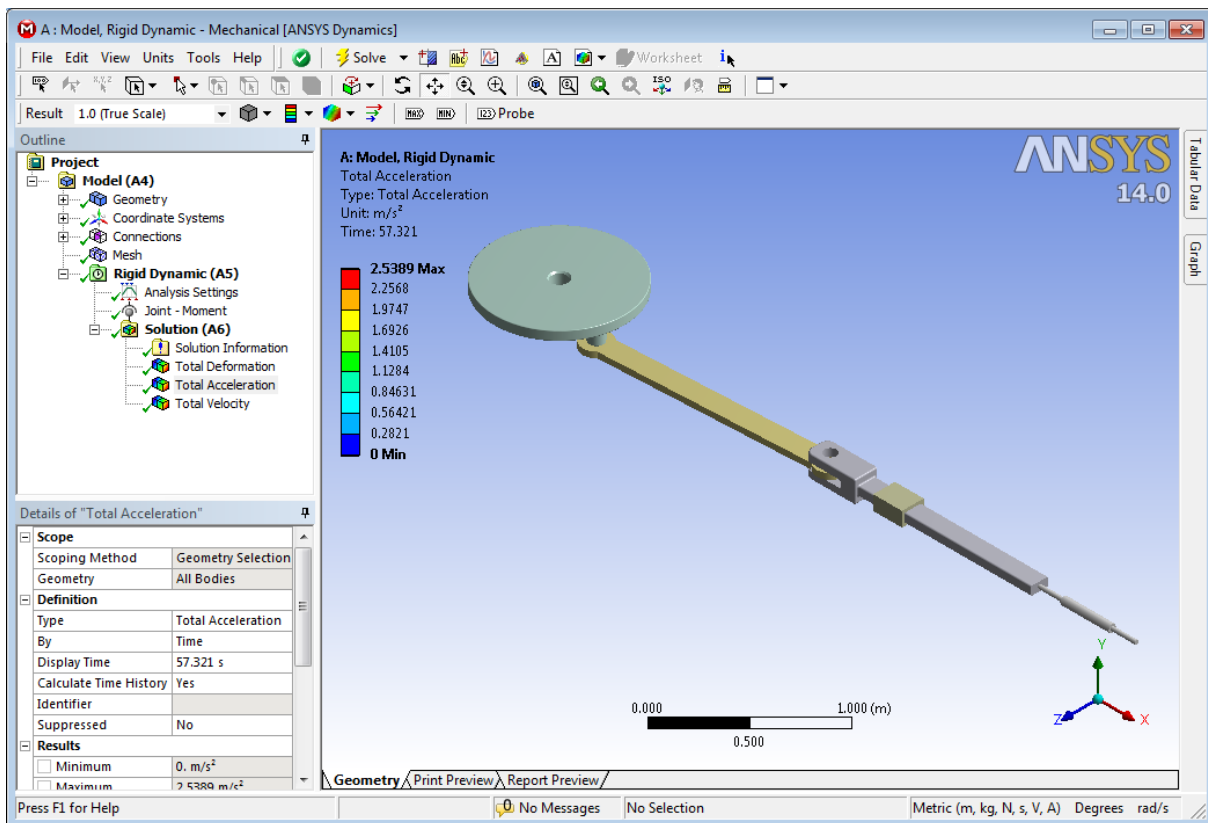 A : Model, Rigid Dynamic - Mechanical [ANSYS Dynamics]
File Edit View Units Tools Help Solve Worksheet
ISO
Result 1.0 (True Scale) MAX MIN Probe
Outline
Project
Model (A4)
Geometry
Coordinate Systems
Connections
Mesh
Rigid Dynamic (A5)
Analysis Settings
Joint - Moment
Solution (A6)
Solution Information
Total Deformation
Total Acceleration
Total Velocity
Details of "Total Acceleration"
Scope
Scoping Method Geometry Selection
Geometry All Bodies
Definition
Type Total Acceleration
By Time
Display Time 57.321 s
Calculate Time History Yes
Identifier
Suppressed No
Results
Minimum 0. m/s²
Maximum 2.5389 m/s²
A: Model, Rigid Dynamic
Total Acceleration
Type: Total Acceleration
Unit: m/s²
Time: 57.321
2.5389 Max
2.2568
1.9747
1.6926
1.4105
1.1284
0.84631
0.56421
0.2821
0 Min
ANSYS
14.0
0.000 1.000 (m)
0.500
Y
Z X
Geometry Print Preview Report Preview
Tabular Data
Graph
Press F1 for Help 0 No Messages No Selection Metric (m, kg, N, s, V, A) Degrees rad/s